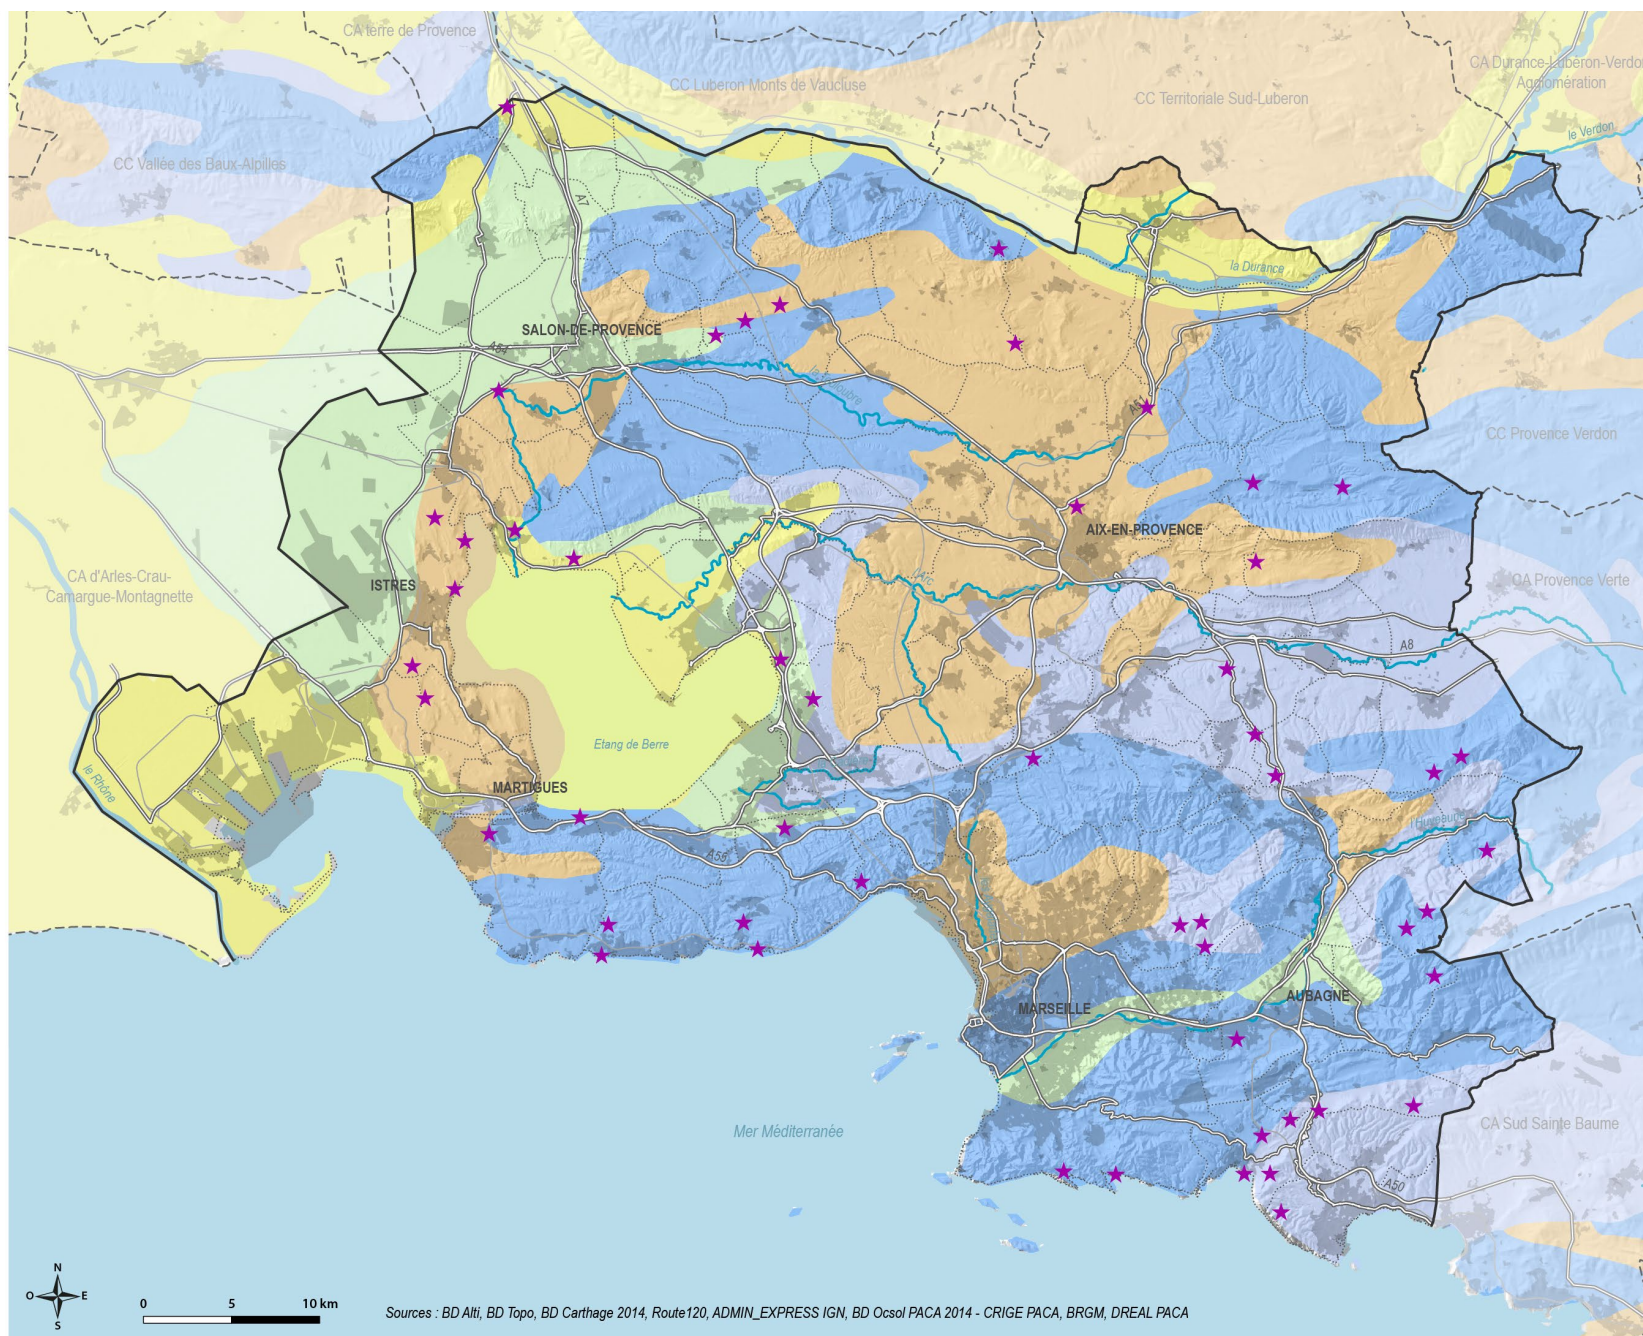 CA terre de Provence
CC Luberon Monts de Vaucluse
CC Territoriale Sud-Luberon
CA Durance-Luberon-Verdo
Agglomération
le Verdon
CC Vallée des Baux-Alpilles
A7
la Durance
SALON-DE-PROVENCE
A54
CC Provence Verdon
AIX-EN-PROVENCE
CA d'Arles-Crau-
Camargue-Montagnette
ISTRES
l'Arc
CA Provence Verte
A8
Etang de Berre
le Rhône
MARTIGUES
A52
l'Huveaune
A55
MARSEILLE
AUBAGNE
Mer Méditerranée
CA Sud Sainte Baume
A50
N
O
E
S
0 5 10 km
Sources : BD Alti, BD Topo, BD Carthage 2014, Route120, ADMIN_EXPRESS IGN, BD Ocsol PACA 2014 - CRIGE PACA, BRGM, DREAL PACA